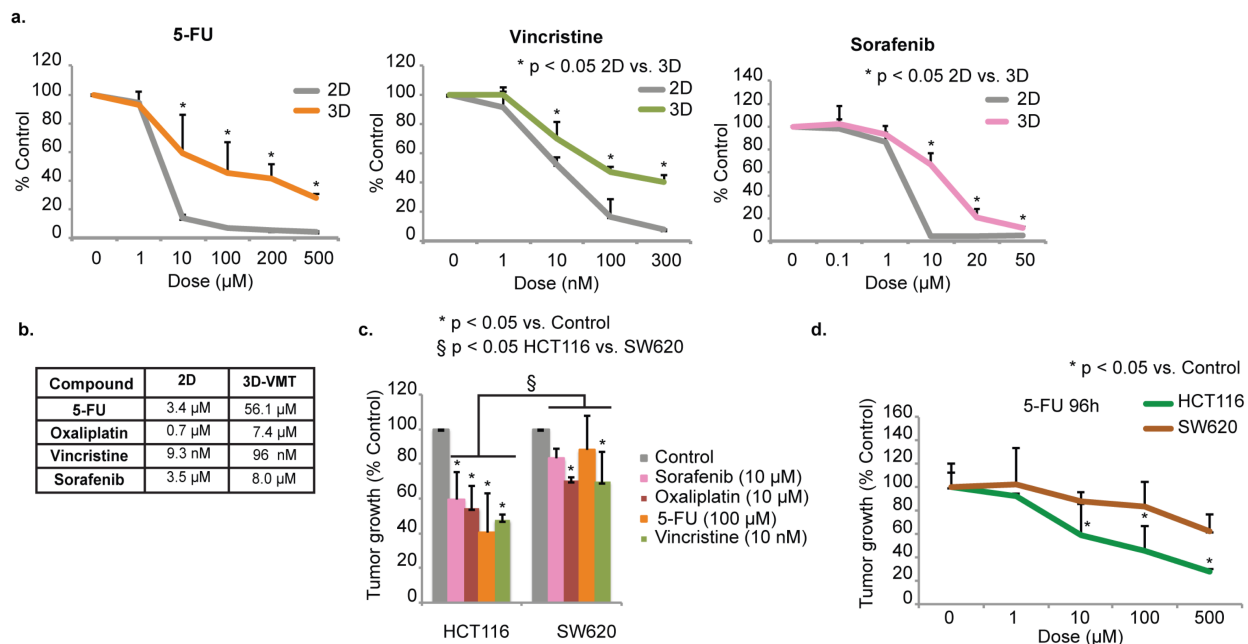 a.
5-FU
120
100
80
60
40
20
0
% Control
2D
3D
*
*
*
*
0 1 10 100 200 500
Dose (µM)
Vincristine
* p < 0.05 2D vs. 3D
120
100
80
60
40
20
0
% Control
2D
3D
*
*
*
0 1 10 100 300
Dose (nM)
Sorafenib
* p < 0.05 2D vs. 3D
140
120
100
80
60
40
20
0
% Control
2D
3D
*
*
*
0 0.1 1 10 20 50
Dose (µM)
b.
Compound 2D 3D-VMT
5-FU 3.4 µM 56.1 µM
Oxaliplatin 0.7 µM 7.4 µM
Vincristine 9.3 nM 96 nM
Sorafenib 3.5 µM 8.0 µM
c.
* p < 0.05 vs. Control
§ p < 0.05 HCT116 vs. SW620
§
120
100
80
60
40
20
0
Tumor growth (% Control)
* * * *
* *
Control
Sorafenib (10 µM)
Oxaliplatin (10 µM)
5-FU (100 µM)
Vincristine (10 nM)
HCT116 SW620
d.
* p < 0.05 vs. Control
5-FU 96h
HCT116
SW620
160
140
120
100
80
60
40
20
0
Tumor growth (% Control)
*
*
*
0 1 10 100 500
Dose (µM)